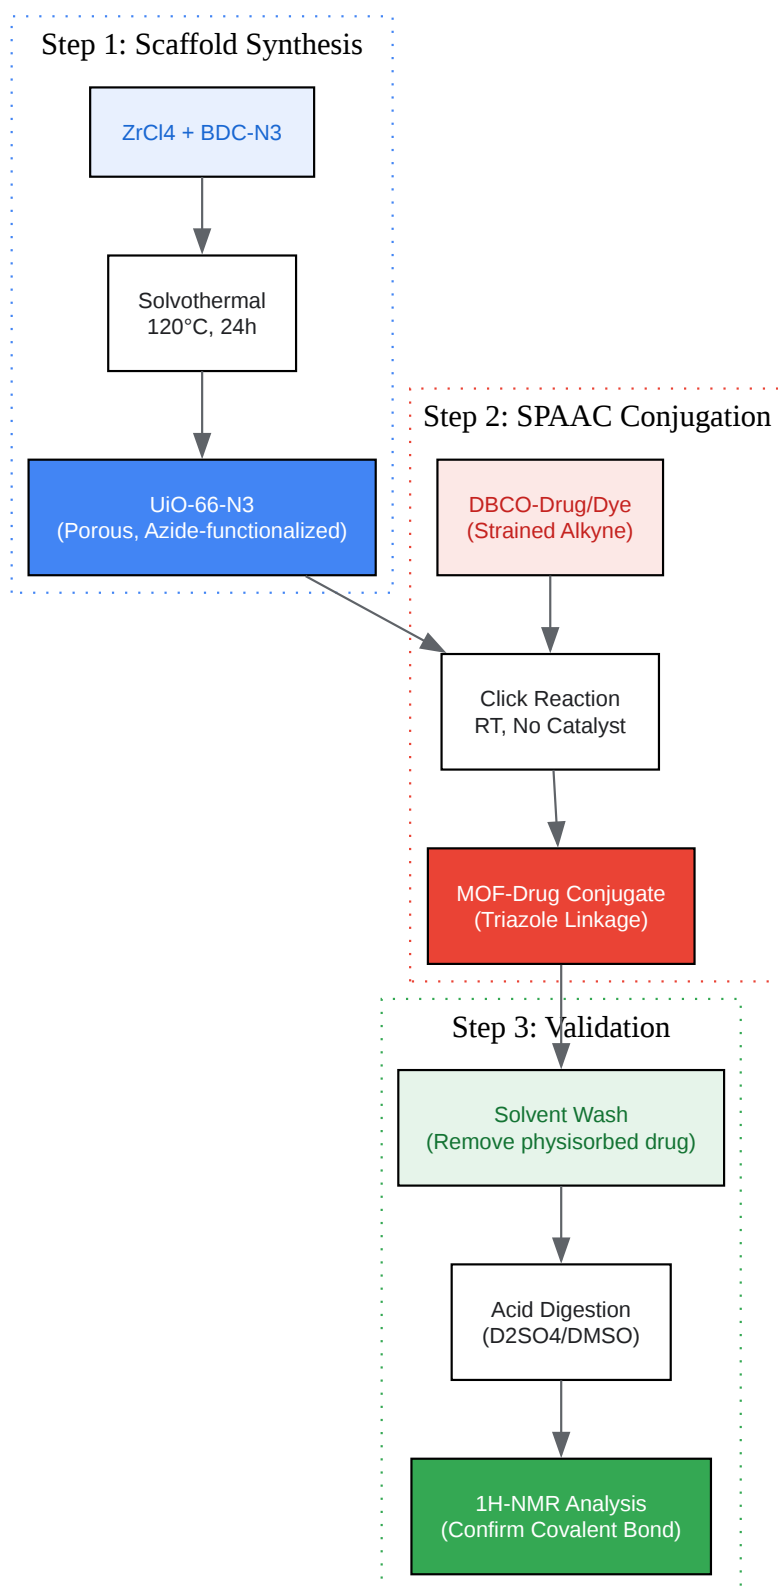 Step 1: Scaffold Synthesis
ZrCl4 + BDC-N3
Solvothermal
120°C, 24h
UiO-66-N3
(Porous, Azide-functionalized)
Step 2: SPAAC Conjugation
DBCO-Drug/Dye
(Strained Alkyne)
Click Reaction
RT, No Catalyst
MOF-Drug Conjugate
(Triazole Linkage)
Step 3: Validation
Solvent Wash
(Remove physisorbed drug)
Acid Digestion
(D2SO4/DMSO)
1H-NMR Analysis
(Confirm Covalent Bond)